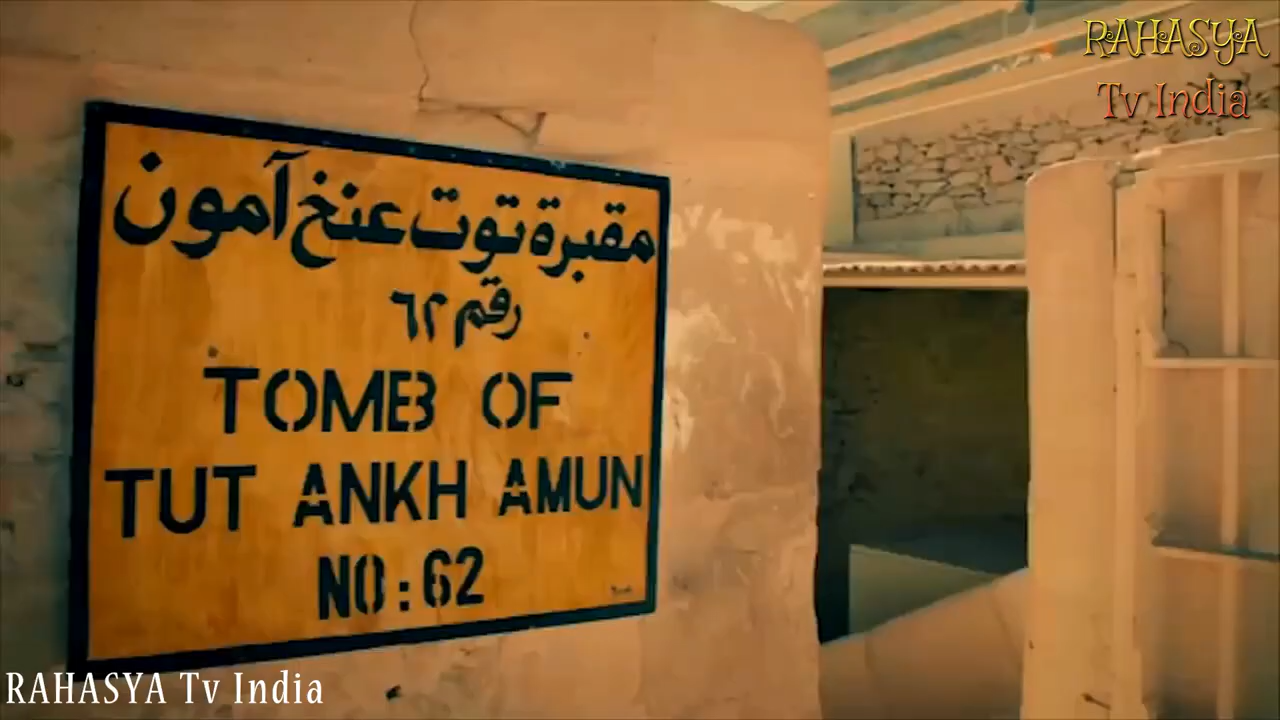 RAHASYA
Tv India
مقبرة توت عنخ آمون
رقم ٦٢
TOMB OF
TUT ANKH AMUN
NO: 62
RAHASYA Tv India